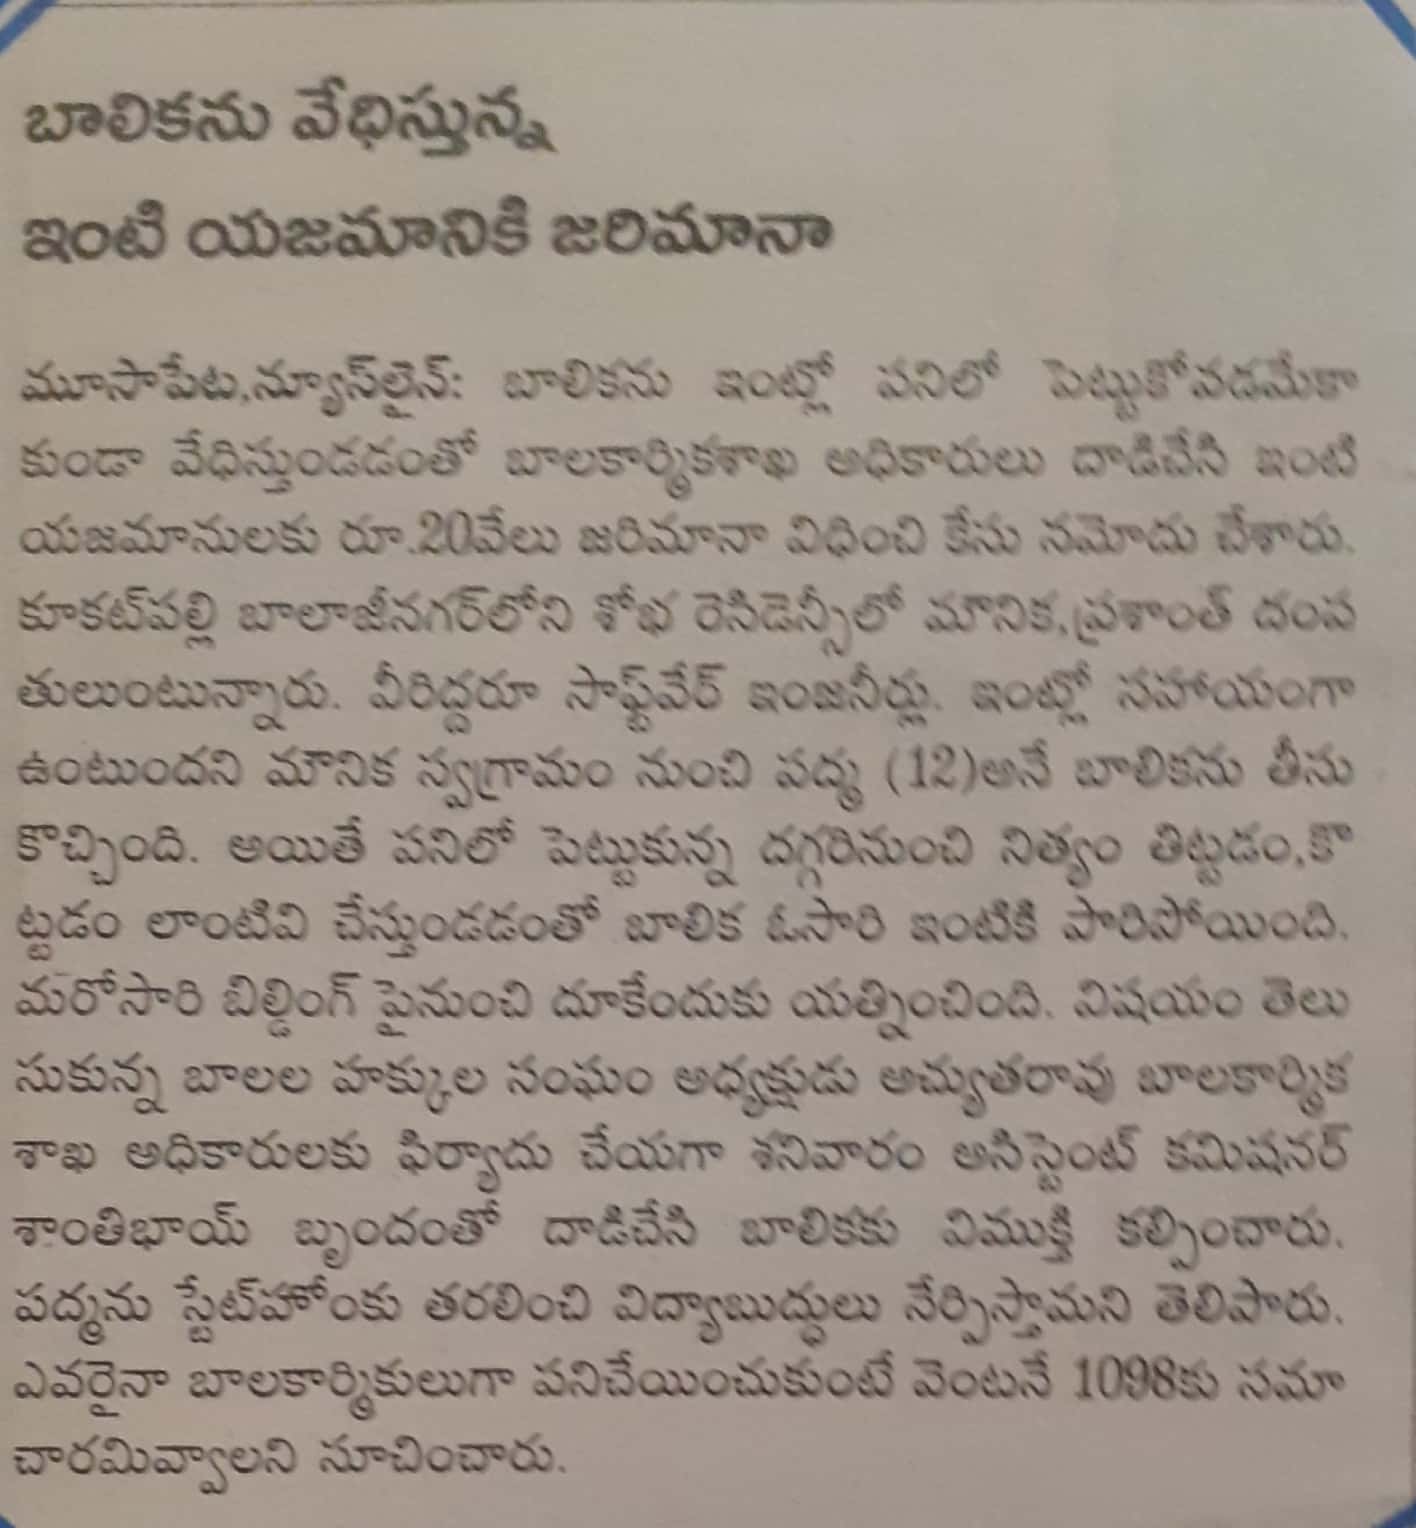 బాలికను వేధిస్తున్న
ఇంటి యజమానికి జరిమానా
మూసాపేట,న్యూస్‌లైన్: బాలికను ఇంట్లో పనిలో పెట్టుకోవడమేకా
కుండా వేధిస్తుండడంతో బాలకార్మికశాఖ అధికారులు దాడిచేసి ఇంటి
యజమానులకు రూ.20వేలు జరిమానా విధించి కేసు నమోదు చేశారు.
కూకట్‌పల్లి బాలాజీనగర్‌లోని శోభ రెసిడెన్సీలో మౌనిక,ప్రశాంత్ దంప
తులుంటున్నారు. వీరిద్దరూ సాఫ్ట్‌వేర్ ఇంజనీర్లు. ఇంట్లో సహాయంగా
ఉంటుందని మౌనిక స్వగ్రామం నుంచి పద్మ (12)అనే బాలికను తీసు
కొచ్చింది. అయితే పనిలో పెట్టుకున్న దగ్గరినుంచి నిత్యం తిట్టడం,కొ
ట్టడం లాంటివి చేస్తుండడంతో బాలిక ఓసారి ఇంటికి పారిపోయింది.
మరోసారి బిల్డింగ్ పైనుంచి దూకేందుకు యత్నించింది. విషయం తెలు
సుకున్న బాలల హక్కుల సంఘం అధ్యక్షుడు అచ్యుతరావు బాలకార్మిక
శాఖ అధికారులకు ఫిర్యాదు చేయగా శనివారం అసిస్టెంట్ కమిషనర్
శాంతిభాయ్ బృందంతో దాడిచేసి బాలికకు విముక్తి కల్పించారు.
పద్మను స్టేట్‌హోంకు తరలించి విద్యాబుద్ధులు నేర్పిస్తామని తెలిపారు.
ఎవరైనా బాలకార్మికులుగా పనిచేయించుకుంటే వెంటనే 1098కు సమా
చారమివ్వాలని సూచించారు.